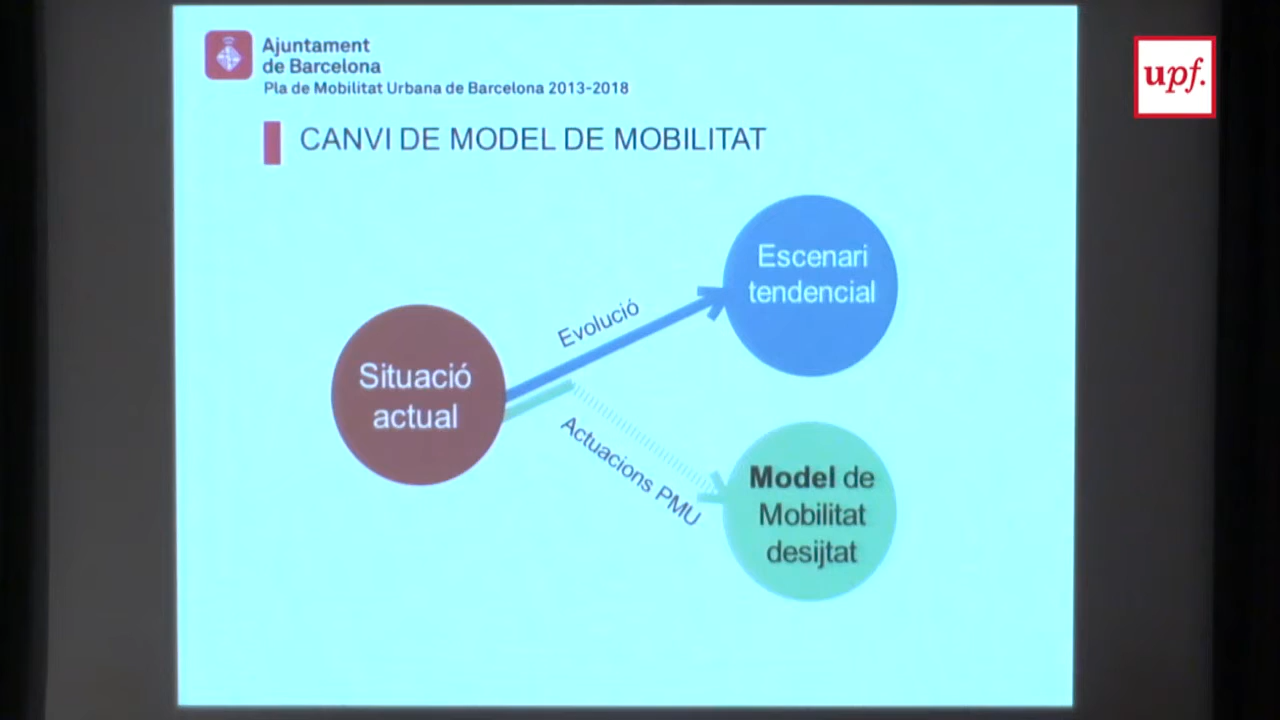 Ajuntament
de Barcelona
Pla de Mobilitat Urbana de Barcelona 2013-2018
upf.
CANVI DE MODEL DE MOBILITAT
Escenari
tendencial
Evolució
Situació
actual
Actuacions PMU
Model de
Mobilitat
desijtat